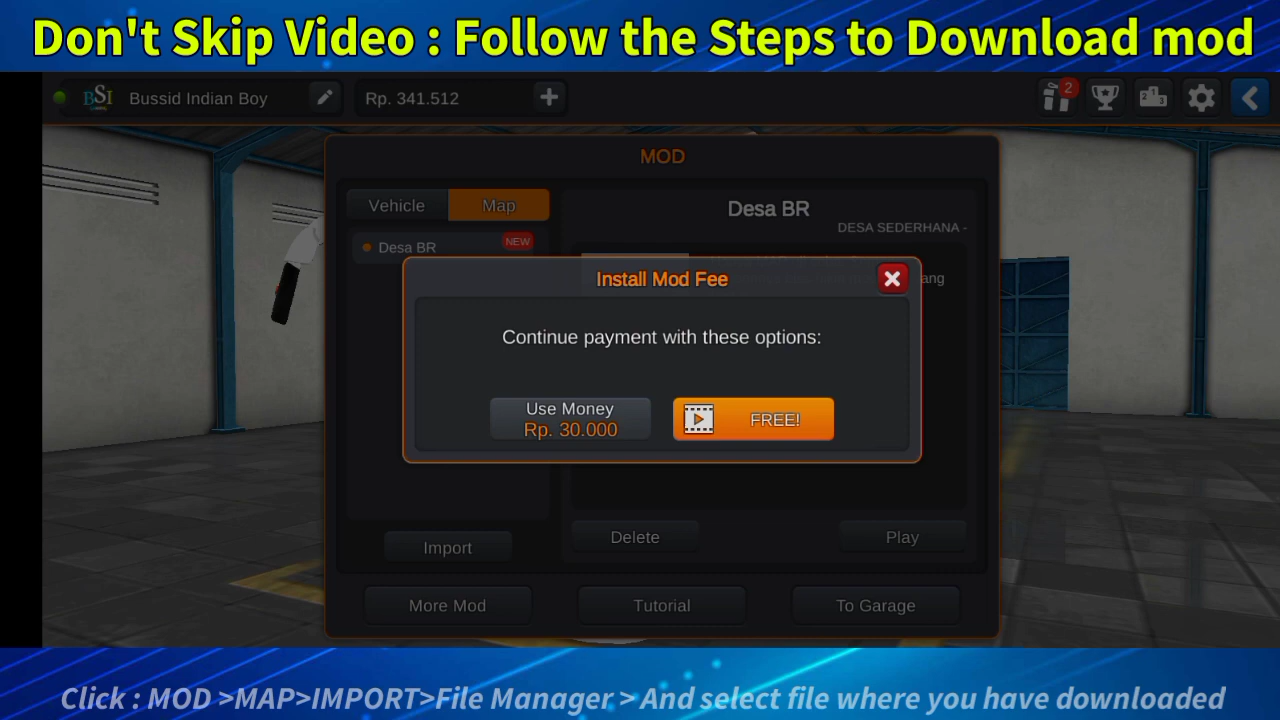 Don't Skip Video : Follow the Steps to Download mod
BSI Bussid Indian Boy Rp. 341.512 + 2
MOD
Vehicle Map
Desa BR NEW
Desa BR
DESA SEDERHANA -
ang
Install Mod Fee
Continue payment with these options:
Use Money
Rp. 30.000
FREE!
Import Delete Play
More Mod Tutorial To Garage
Click : MOD >MAP>IMPORT>File Manager > And select file where you have downloaded